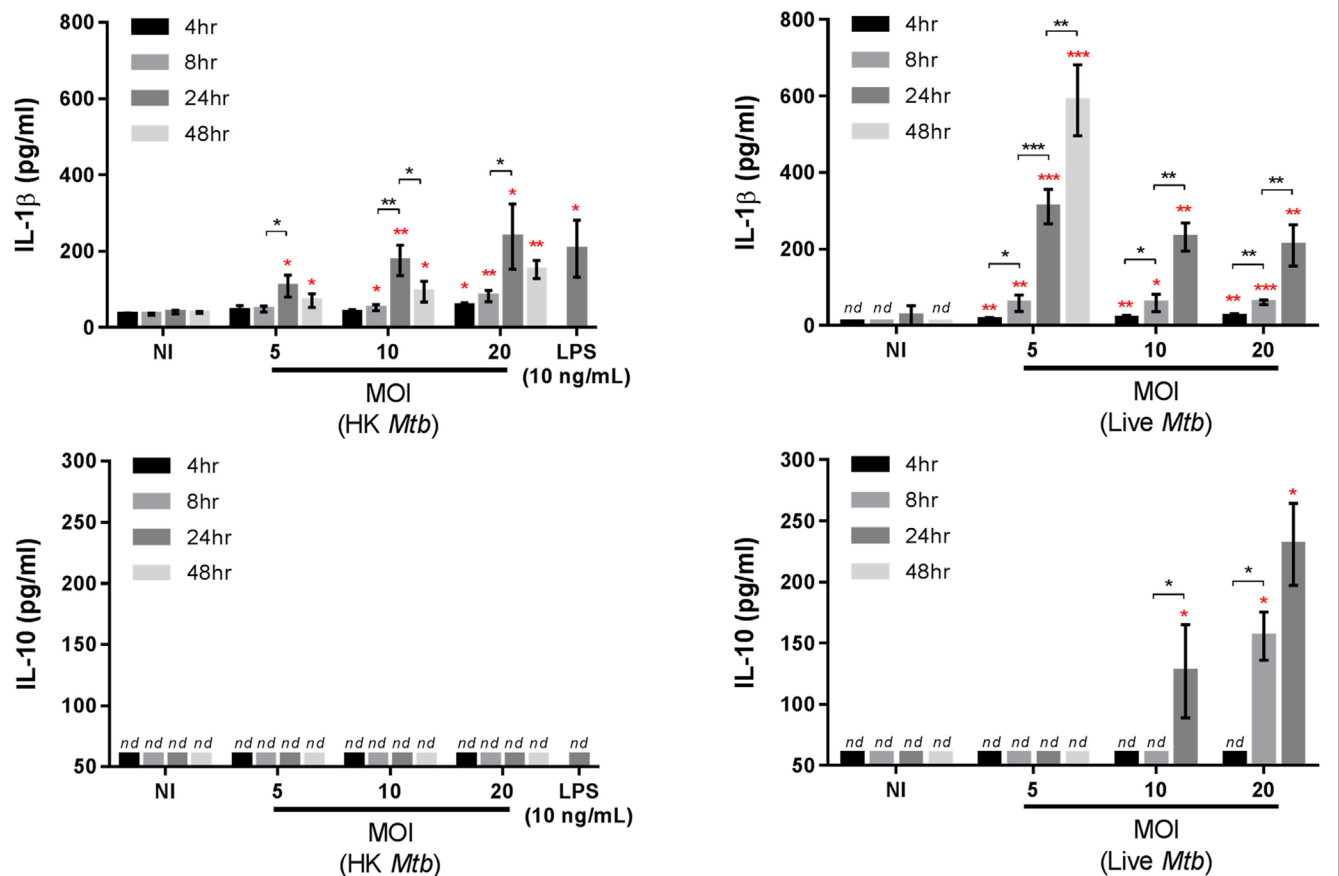 800
600
400
200
0
IL-1β (pg/ml)
4hr
8hr
24hr
48hr
*
*
*
*
**
*
**
*
*
*
**
*
**
*
NI
5
10
20
LPS
(10 ng/mL)
MOI
(HK Mtb)
800
600
400
200
0
IL-1β (pg/ml)
4hr
8hr
24hr
48hr
nd nd nd
**
*
**
***
***
**
***
**
*
*
**
**
**
**
***
**
**
NI
5
10
20
MOI
(Live Mtb)
300
250
200
150
100
50
IL-10 (pg/ml)
4hr
8hr
24hr
48hr
nd nd nd nd
nd nd nd nd
nd nd nd nd
nd nd nd nd
nd
NI
5
10
20
LPS
(10 ng/mL)
MOI
(HK Mtb)
300
250
200
150
100
50
IL-10 (pg/ml)
4hr
8hr
24hr
48hr
nd nd nd nd
nd nd nd nd
nd nd
*
*
nd
*
*
*
NI
5
10
20
MOI
(Live Mtb)